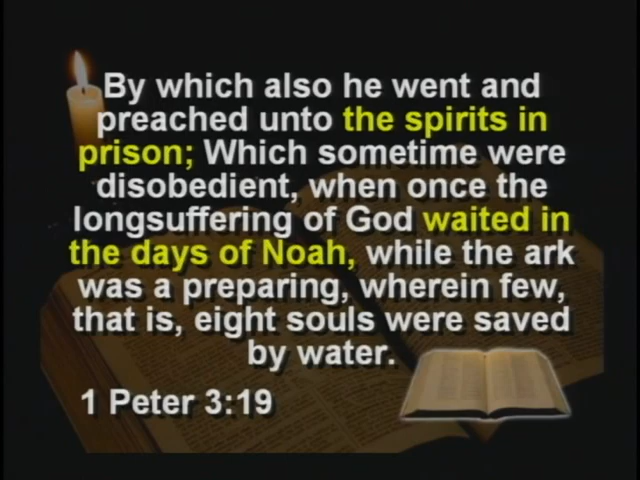 By which also he went and
preached unto the spirits in
prison; Which sometime were
disobedient, when once the
longsuffering of God waited in
the days of Noah, while the ark
was a preparing, wherein few,
that is, eight souls were saved
by water.
1 Peter 3:19